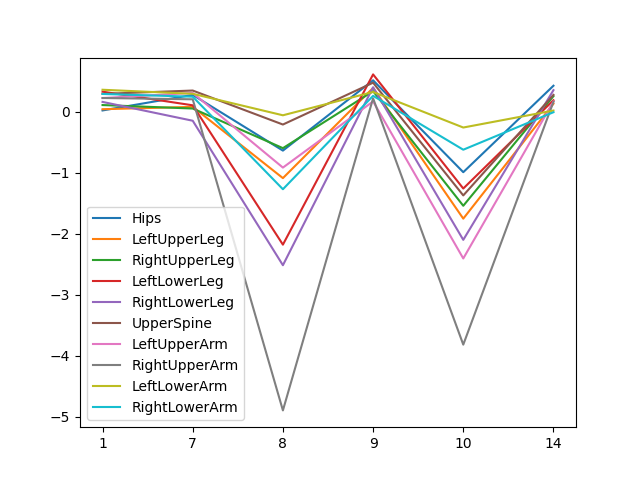 0
−1
−2
−3
−4
−5
Hips
LeftUpperLeg
RightUpperLeg
LeftLowerLeg
RightLowerLeg
UpperSpine
LeftUpperArm
RightUpperArm
LeftLowerArm
RightLowerArm
1 7 8 9 10 14